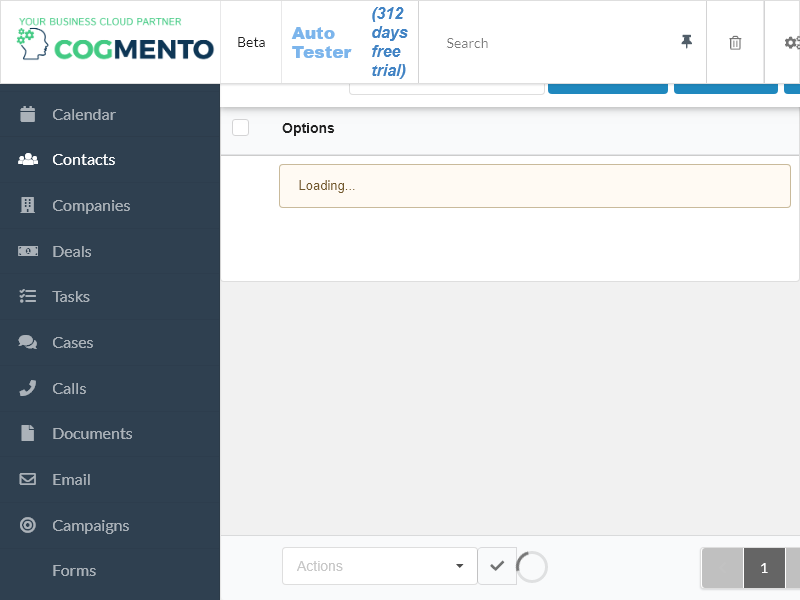 YOUR BUSINESS CLOUD PARTNER
COGMENTO
Beta
Auto
Tester
(312
days
free
trial)
Search
Calendar
Contacts
Companies
Deals
Tasks
Cases
Calls
Documents
Email
Campaigns
Forms
Options
Loading...
Actions
1